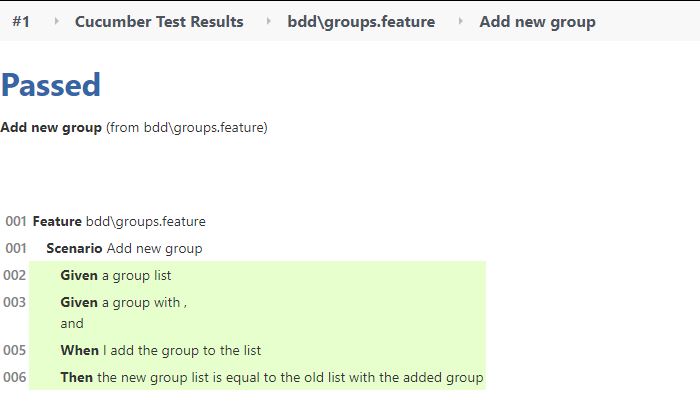 #1 Cucumber Test Results bdd\groups.feature Add new group
Passed
Add new group (from bdd\groups.feature)
001 Feature bdd\groups.feature
001 Scenario Add new group
002 Given a group list
003 Given a group with ,
and
005 When I add the group to the list
006 Then the new group list is equal to the old list with the added group